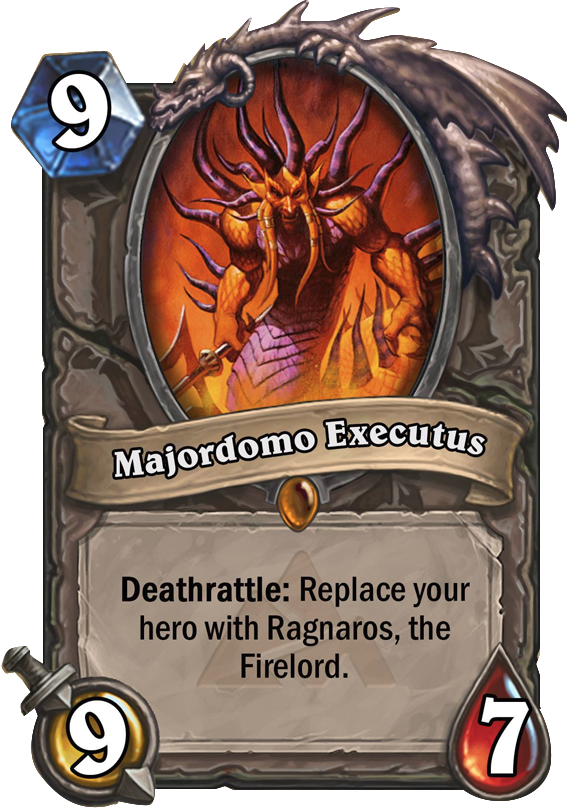 9
Majordomo Executus
Deathrattle: Replace your
hero with Ragnaros, the
Firelord.
9
7